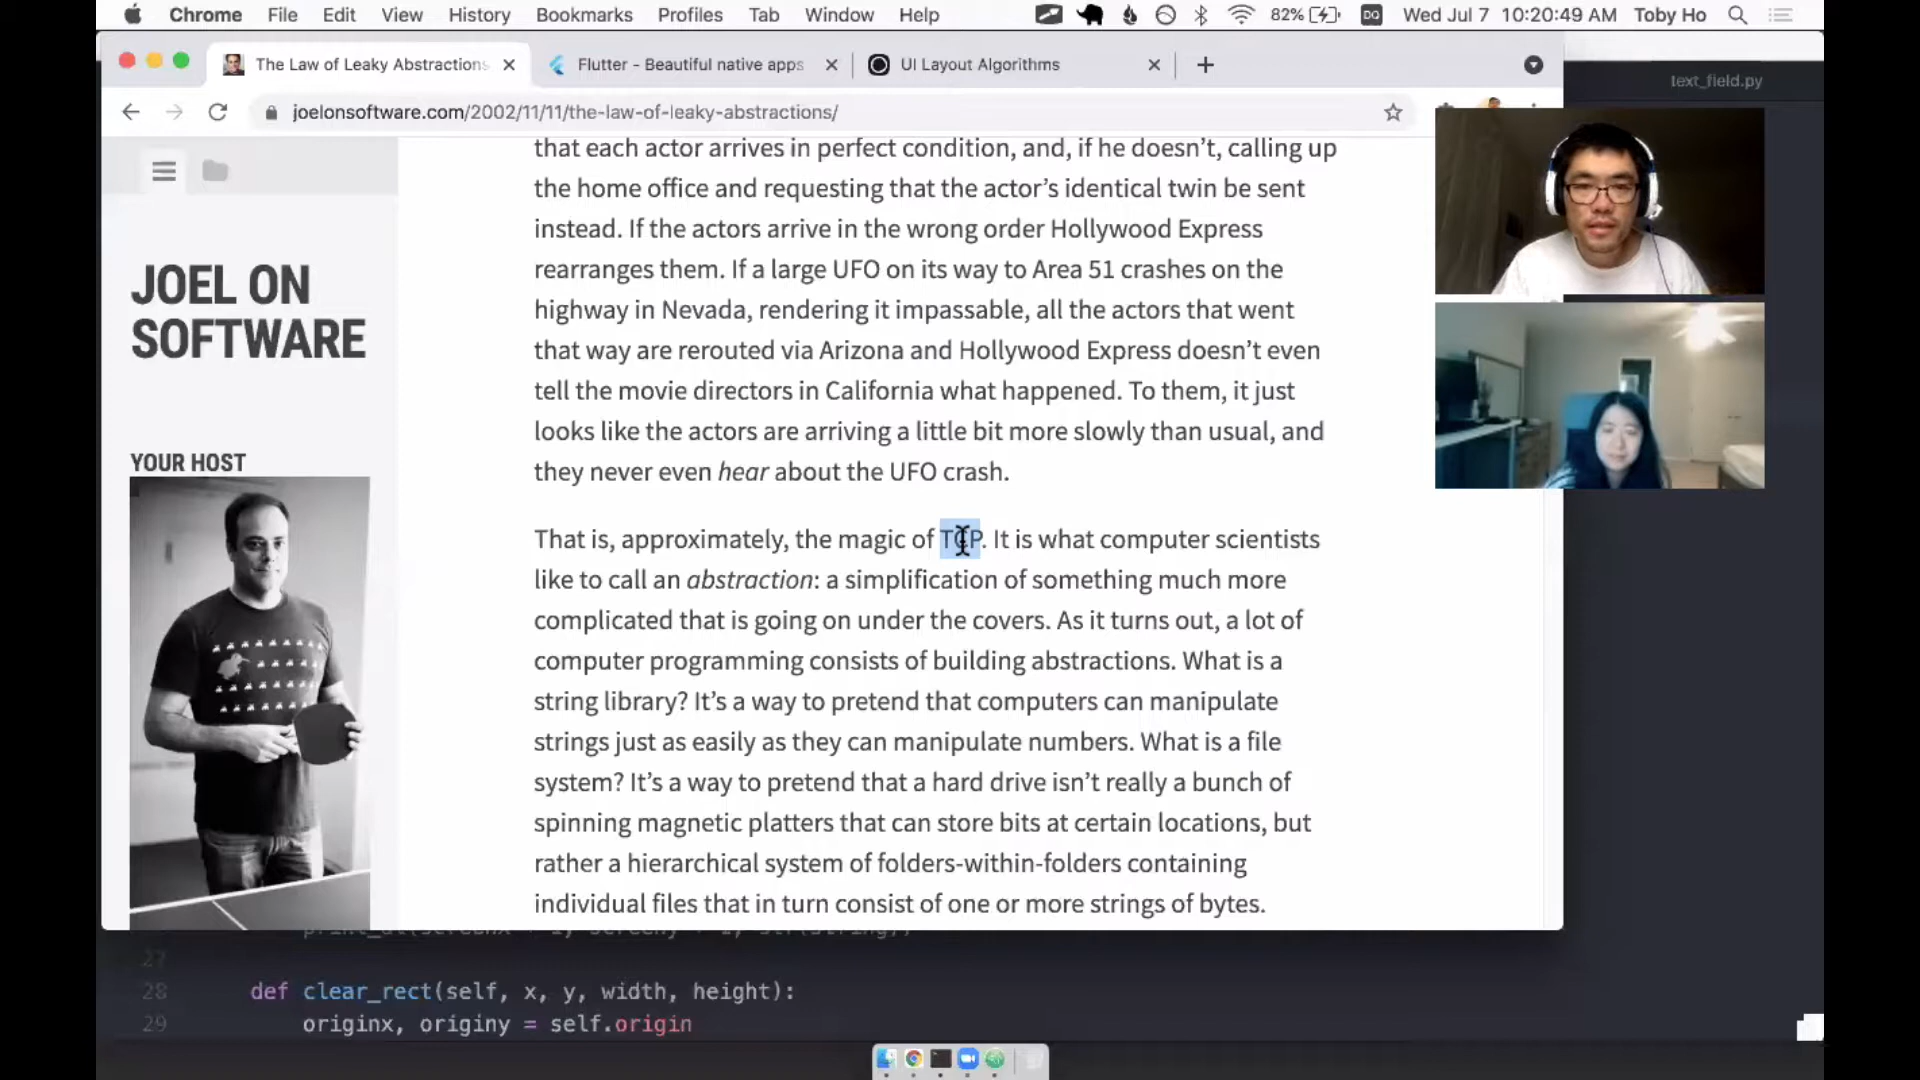 Chrome File Edit View History Bookmarks Profiles Tab Window Help 82% DQ Wed Jul 7 10:20:49 AM Toby Ho
The Law of Leaky Abstractions Flutter - Beautiful native apps UI Layout Algorithms
text_field.py
joelonsoftware.com/2002/11/11/the-law-of-leaky-abstractions/
JOEL ON
SOFTWARE
YOUR HOST
that each actor arrives in perfect condition, and, if he doesn’t, calling up
the home office and requesting that the actor’s identical twin be sent
instead. If the actors arrive in the wrong order Hollywood Express
rearranges them. If a large UFO on its way to Area 51 crashes on the
highway in Nevada, rendering it impassable, all the actors that went
that way are rerouted via Arizona and Hollywood Express doesn’t even
tell the movie directors in California what happened. To them, it just
looks like the actors are arriving a little bit more slowly than usual, and
they never even hear about the UFO crash.
That is, approximately, the magic of TCP. It is what computer scientists
like to call an abstraction: a simplification of something much more
complicated that is going on under the covers. As it turns out, a lot of
computer programming consists of building abstractions. What is a
string library? It’s a way to pretend that computers can manipulate
strings just as easily as they can manipulate numbers. What is a file
system? It’s a way to pretend that a hard drive isn’t really a bunch of
spinning magnetic platters that can store bits at certain locations, but
rather a hierarchical system of folders-within-folders containing
individual files that in turn consist of one or more strings of bytes.
27
28 def clear_rect(self, x, y, width, height):
29 originx, originy = self.origin